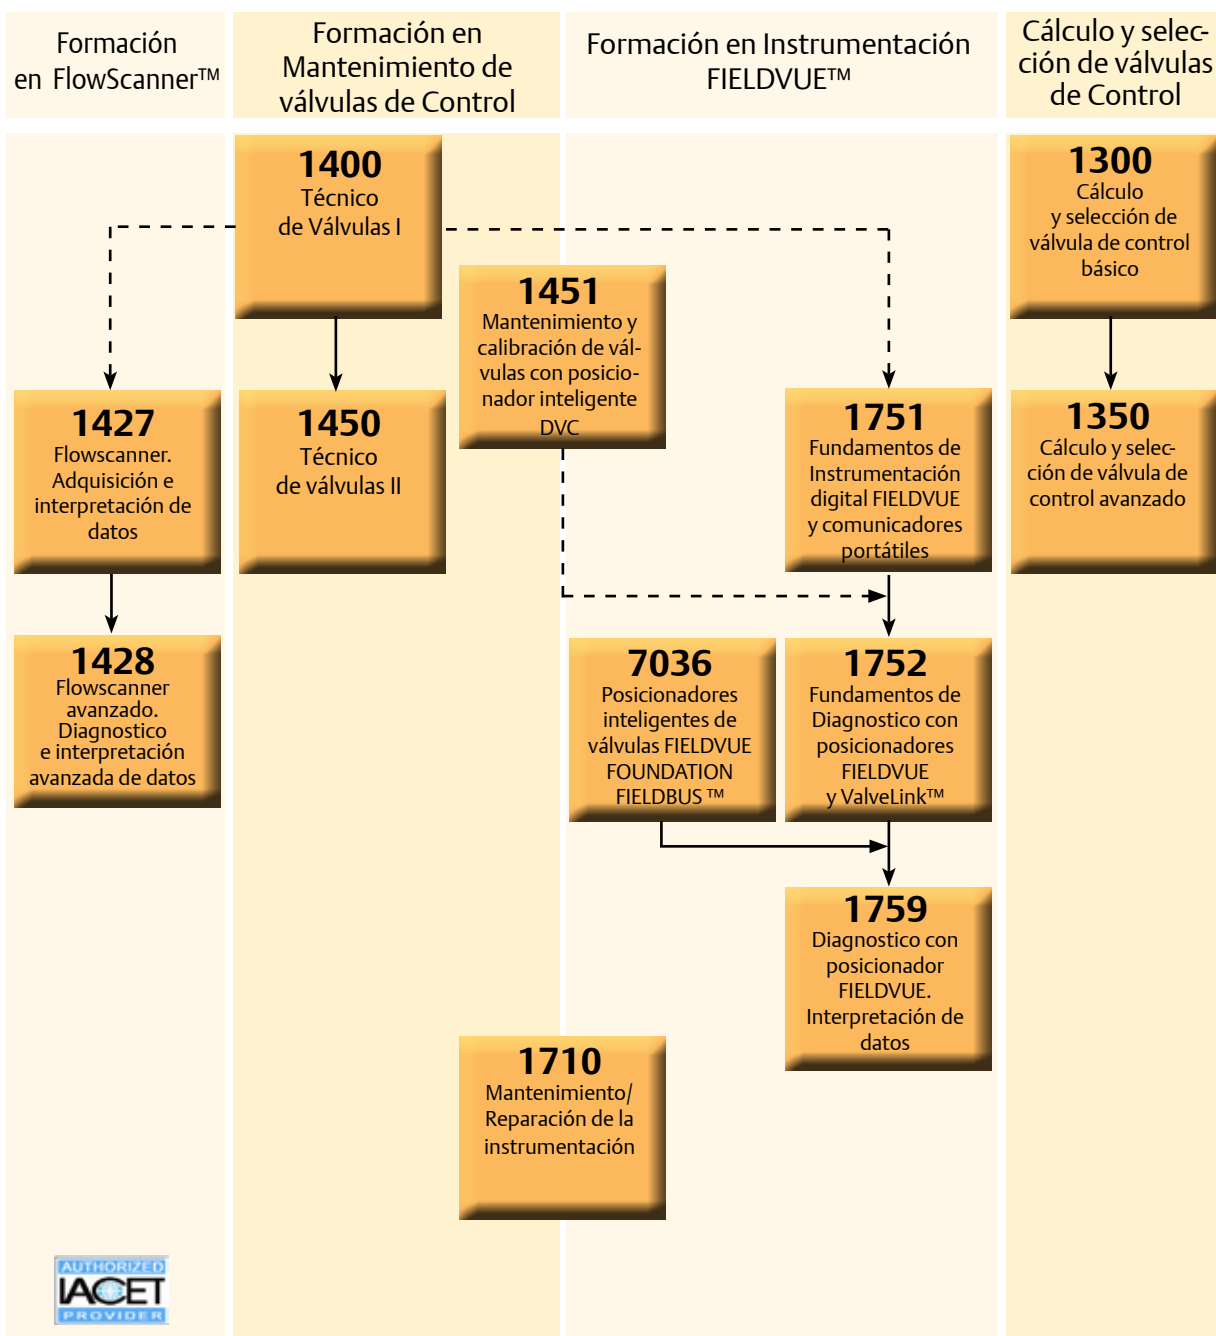 Formación
en FlowScanner™
Formación en
Mantenimiento de
válvulas de Control
Formación en Instrumentación
FIELDVUE™
Cálculo y selec-
ción de válvulas
de Control
1400
Técnico
de Válvulas I
1300
Cálculo
y selección de
válvula de control
básico
1451
Mantenimiento y
calibración de vál-
vulas con posicio-
nador inteligente
DVC
1427
Flowscanner.
Adquisición e
interpretación de
datos
1450
Técnico
de válvulas II
1751
Fundamentos de
Instrumentación
digital FIELDVUE
y comunicadores
portátiles
1350
Cálculo y selec-
ción de válvula de
control avanzado
1428
Flowscanner
avanzado.
Diagnostico
e interpretación
avanzada de datos
7036
Posicionadores
inteligentes de
válvulas FIELDVUE
FOUNDATION
FIELDBUS ™
1752
Fundamentos de
Diagnostico con
posicionadores
FIELDVUE
y ValveLink™
1759
Diagnostico con
posicionador
FIELDVUE.
Interpretación de
datos
1710
Mantenimiento/
Reparación de la
instrumentación
AUTHORIZED
IACET
PROVIDER